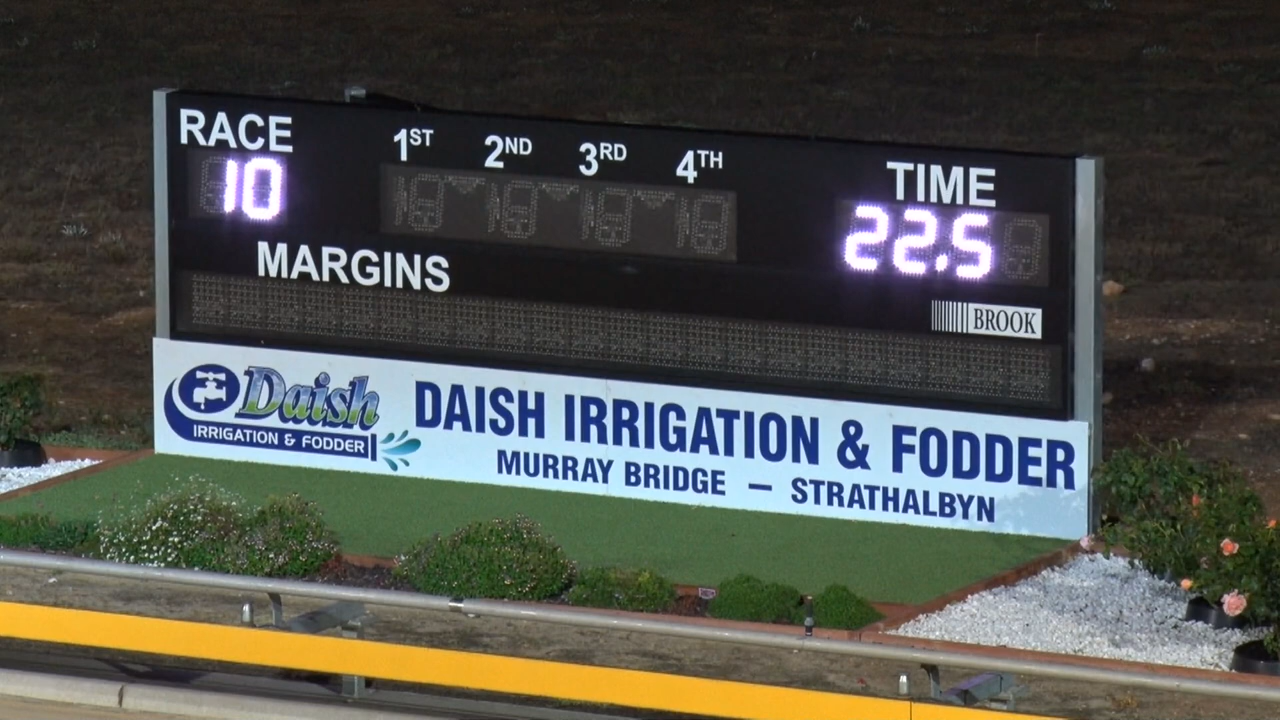 RACE 1ST 2ND 3RD 4TH TIME
10 22.5
MARGINS
BROOK
Daish
IRRIGATION & FODDER
DAISH IRRIGATION & FODDER
MURRAY BRIDGE – STRATHALBYN